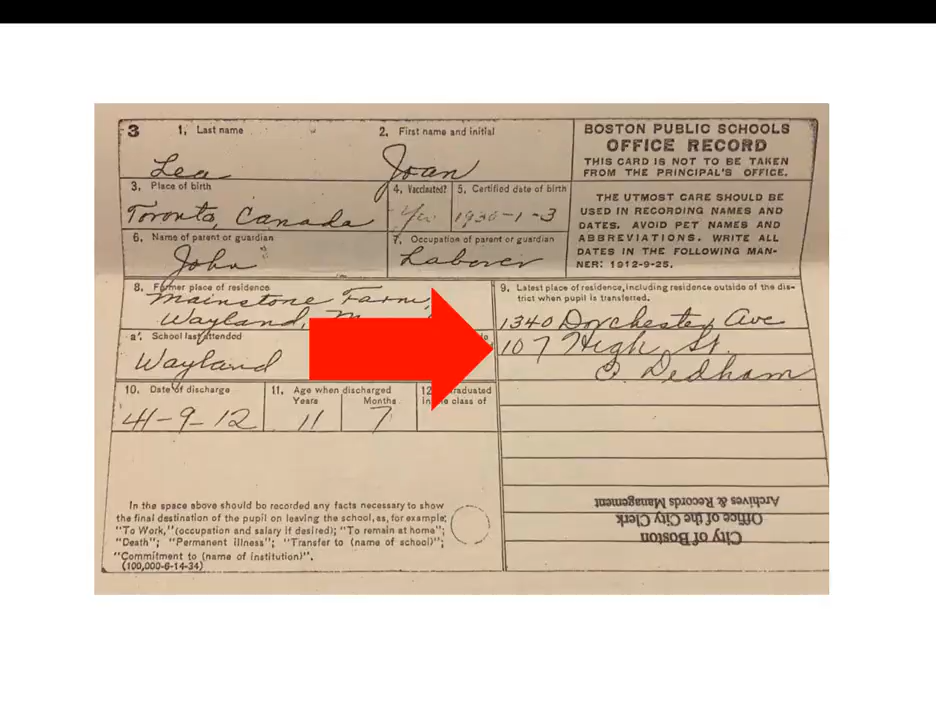 3 1, Last name
Lea
2. First name and initial
Joan
BOSTON PUBLIC SCHOOLS
OFFICE RECORD
THIS CARD IS NOT TO BE TAKEN
FROM THE PRINCIPAL'S OFFICE.
3. Place of birth
Toronto, Canada
4. Vaccinated?
5. Certified date of birth
1930-1-3
THE UTMOST CARE SHOULD BE
USED IN RECORDING NAMES AND
DATES. AVOID PET NAMES AND
ABBREVIATIONS. WRITE ALL
DATES IN THE FOLLOWING MAN-
NER: 1912-9-25.
6. Name of parent or guardian
John
7. Occupation of parent or guardian
Laborer
8. Former place of residence
Mainstone Farm,
Wayland,
a'. School last attended
Wayland
9. Latest place of residence, including residence outside of the dis-
trict when pupil is transferred.
1340 Dorchester Ave
107 High St.
E. Dedham
10. Date of discharge
41-9-12
11. Age when discharged
Years Months
11 7
12. Graduated
in the class of
In the space above should be recorded any facts necessary to show
the final destination of the pupil on leaving the school, as, for example:
"To Work," (occupation and salary if desired); "To remain at home";
"Death"; "Permanent illness"; "Transfer to (name of school)";
"Commitment to (name of institution)".
(100,000-6-14-34)
City of Boston
Office of the City Clerk
Archives & Records Management